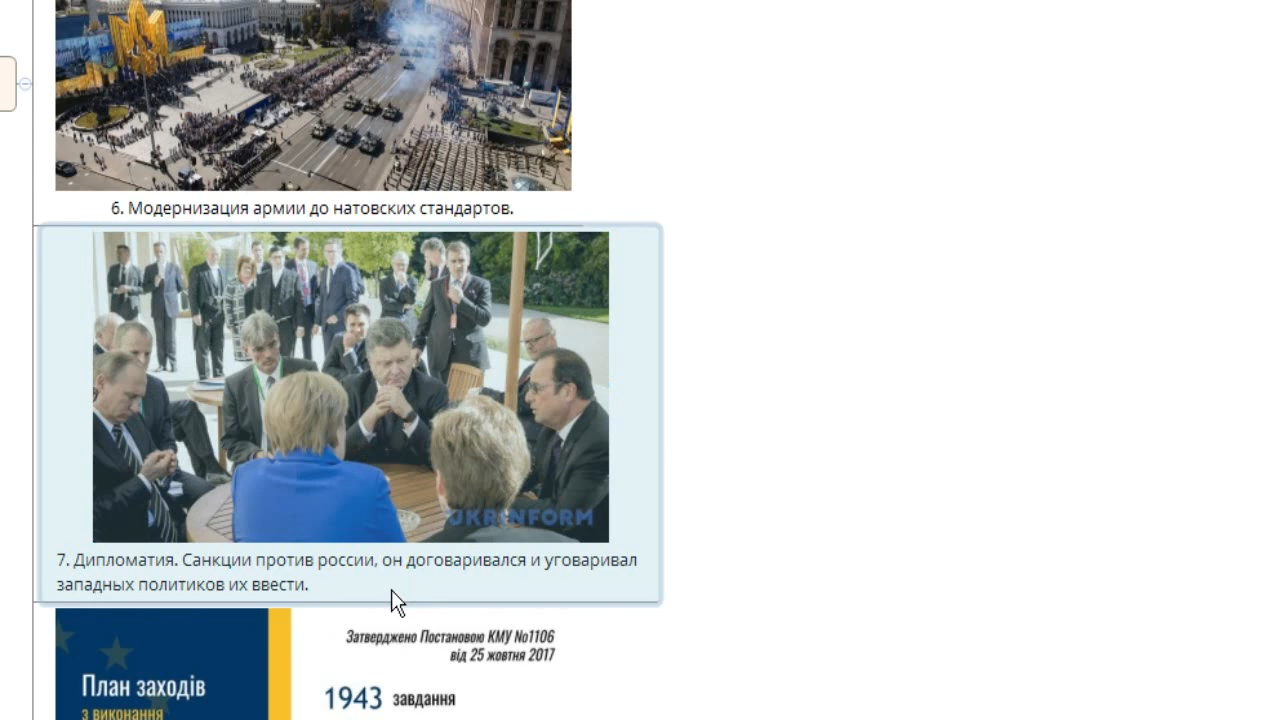 6. Модернизация армии до натовских стандартов.
UKRINFORM
7. Дипломатия. Санкции против россии, он договаривался и уговаривал
западных политиков их ввести.
Затверджено Постановою КМУ №1106
від 25 жовтня 2017
План заходів
з виконання
1943 завдання